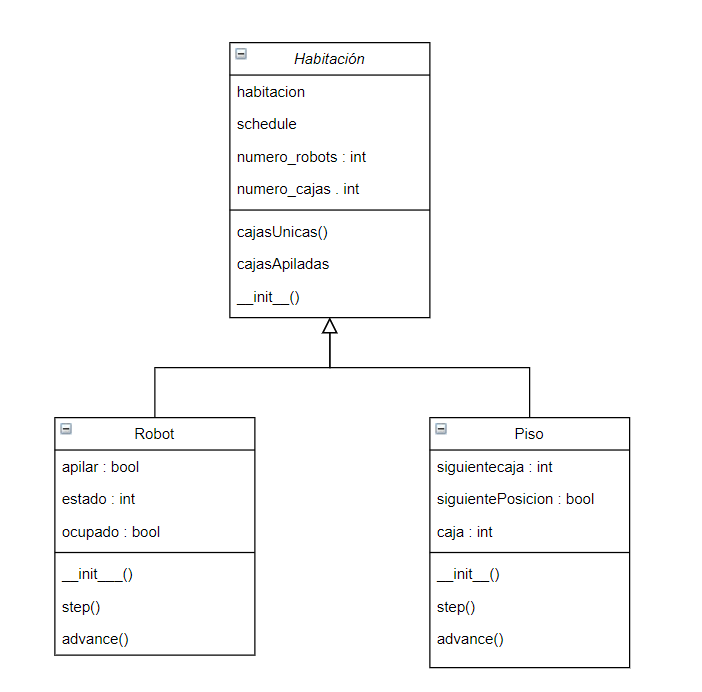 Habitación
habitacion
schedule
numero_robots : int
numero_cajas . int
cajasUnicas()
cajasApiladas
__init__()
Robot
apilar : bool
estado : int
ocupado : bool
__init___()
step()
advance()
Piso
siguientecaja : int
siguientePosicion : bool
caja : int
__init__()
step()
advance()